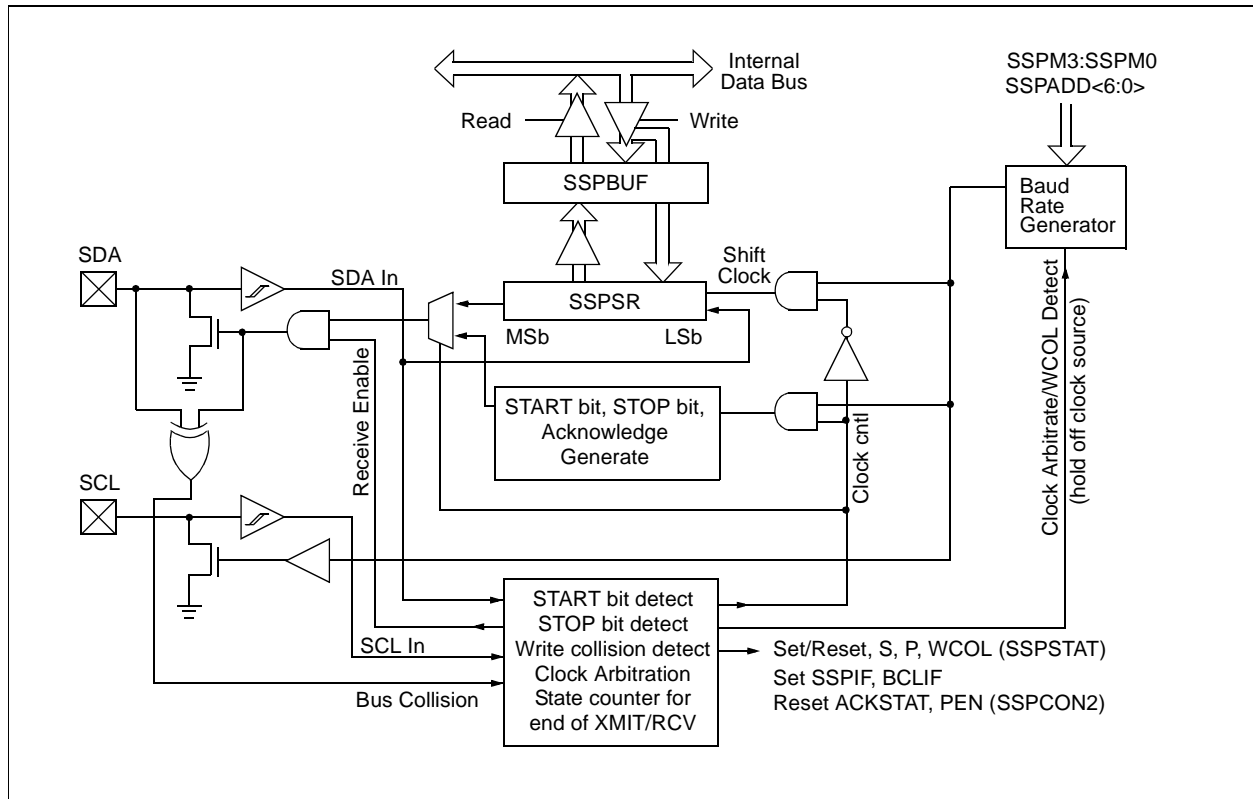 Internal
Data Bus
SSPM3:SSPM0
SSPADD<6:0>
Read
Write
SSPBUF
Baud
Rate
Generator
SDA
SDA In
Shift
Clock
SSPSR
MSb
LSb
START bit, STOP bit,
Acknowledge
Generate
Receive Enable
Clock cntl
Clock Arbitrate/WCOL Detect
(hold off clock source)
SCL
SCL In
Bus Collision
START bit detect
STOP bit detect
Write collision detect
Clock Arbitration
State counter for
end of XMIT/RCV
Set/Reset, S, P, WCOL (SSPSTAT)
Set SSPIF, BCLIF
Reset ACKSTAT, PEN (SSPCON2)